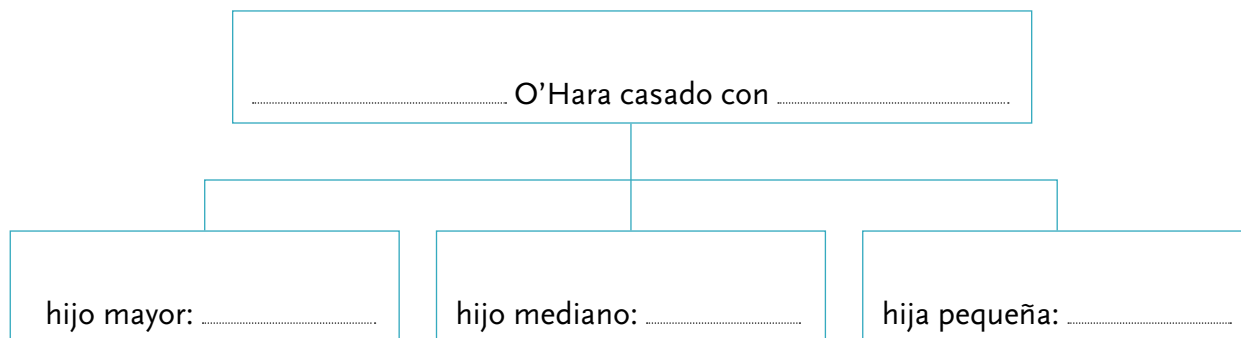 O’Hara casado con
hijo mayor:
hijo mediano:
hija pequeña: